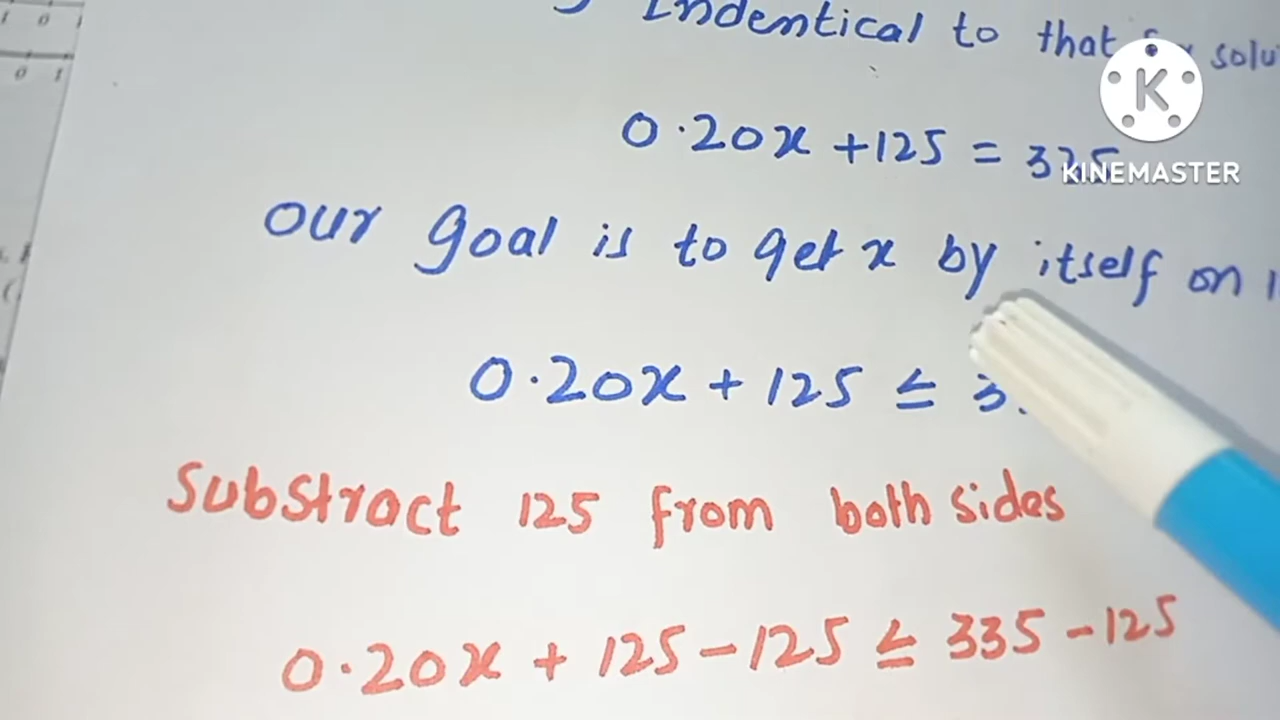 Indentical to that
0.20x + 125 = 335
KINEMASTER
Our goal is to get x by itself on
0.20x + 125 ≤
Substract 125 from both sides
0.20x + 125 - 125 ≤ 335 - 125